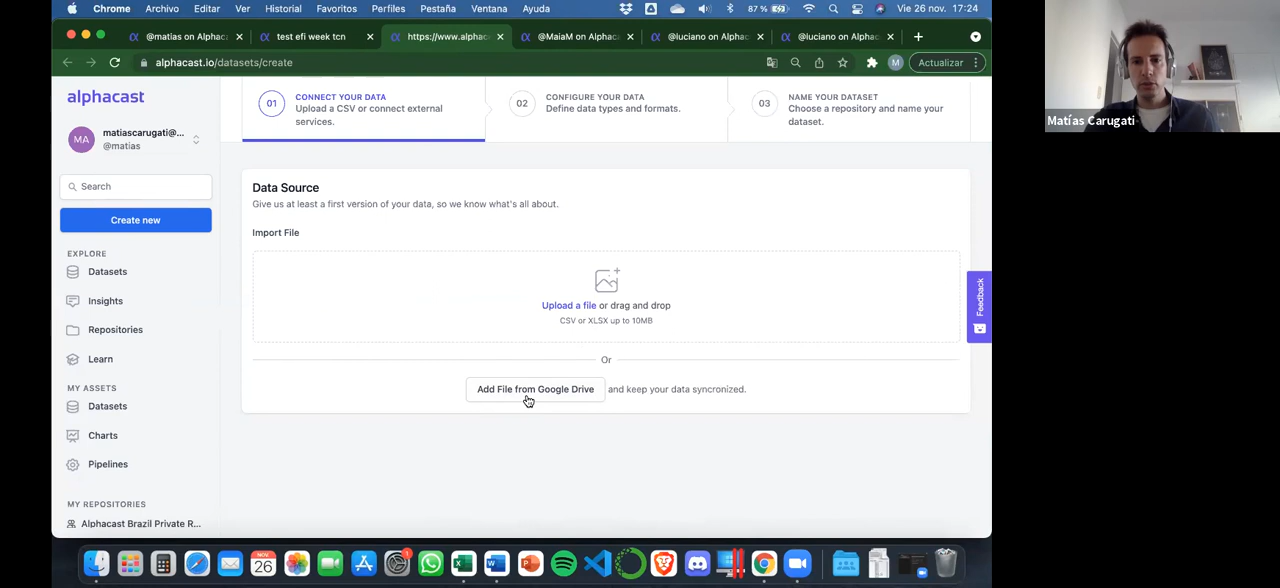 Chrome Archivo Editar Ver Historial Favoritos Perfiles Pestaña Ventana Ayuda 87 % Vie 26 nov. 17:24
@matias on Alphac test efi week tcn https://www.alphac @MaiaM on Alphac @luciano on Alphac @luciano on Alphac
alphacast.io/datasets/create M Actualizar
alphacast
MA matiascarugati@...
@matias
Search
Create new
EXPLORE
Datasets
Insights
Repositories
Learn
MY ASSETS
Datasets
Charts
Pipelines
MY REPOSITORIES
Alphacast Brazil Private R...
01 CONNECT YOUR DATA
Upload a CSV or connect external
services.
02 CONFIGURE YOUR DATA
Define data types and formats.
03 NAME YOUR DATASET
Choose a repository and name your
dataset.
Data Source
Give us at least a first version of your data, so we know what's all about.
Import File
Upload a file or drag and drop
CSV or XLSX up to 10MB
Or
Add File from Google Drive and keep your data syncronized.
Feedback
NOV.
26
1
Matías Carugati